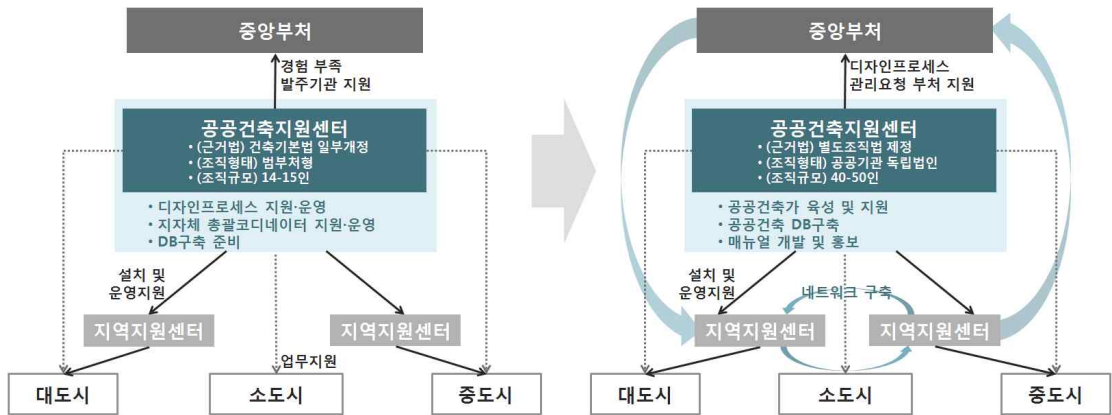 중앙부처
경험 부족
발주기관 지원
공공건축지원센터
• (근거법) 건축기본법 일부개정
• (조직형태) 범부처형
• (조직규모) 14-15인
• 디자인프로세스 지원·운영
• 지자체 총괄코디네이터 지원·운영
• DB구축 준비
설치 및
운영지원
지역지원센터
지역지원센터
업무지원
대도시
소도시
중도시
중앙부처
디자인프로세스
관리요청 부처 지원
공공건축지원센터
• (근거법) 별도조직법 제정
• (조직형태) 공공기관 독립법인
• (조직규모) 40-50인
• 공공건축가 육성 및 지원
• 공공건축 DB구축
• 매뉴얼 개발 및 홍보
설치 및
운영지원
네트워크 구축
지역지원센터
지역지원센터
대도시
소도시
중도시